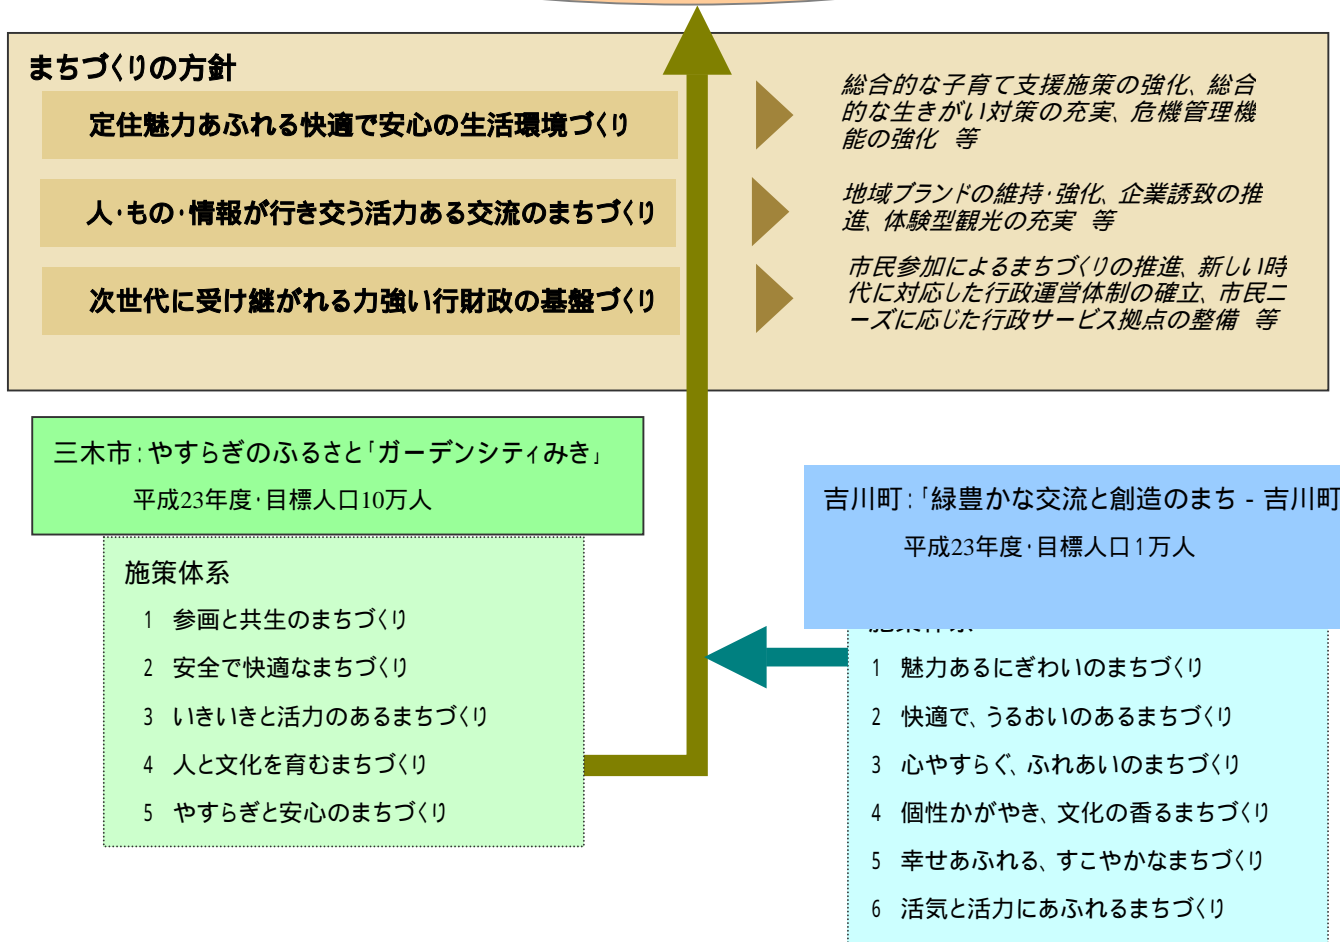 まちづくりの方針
定住魅力あふれる快適で安心の生活環境づくり
総合的な子育て支援施策の強化、総合
的な生きがい対策の充実、危機管理機
能の強化 等
人・もの・情報が行き交う活力ある交流のまちづくり
地域ブランドの維持・強化、企業誘致の推
進、体験型観光の充実 等
次世代に受け継がれる力強い行財政の基盤づくり
市民参加によるまちづくりの推進、新しい時
代に対応した行政運営体制の確立、市民ニ
ーズに応じた行政サービス拠点の整備 等
三木市：やすらぎのふるさと「ガーデンシティみき」
平成23年度・目標人口10万人
施策体系
1 参画と共生のまちづくり
2 安全で快適なまちづくり
3 いきいきと活力のあるまちづくり
4 人と文化を育むまちづくり
5 やすらぎと安心のまちづくり
吉川町：「緑豊かな交流と創造のまち - 吉川町
平成23年度・目標人口1万人
1 魅力あるにぎわいのまちづくり
2 快適で、うるおいのあるまちづくり
3 心やすらぐ、ふれあいのまちづくり
4 個性かがやき、文化の香るまちづくり
5 幸せあふれる、すこやかなまちづくり
6 活気と活力にあふれるまちづくり